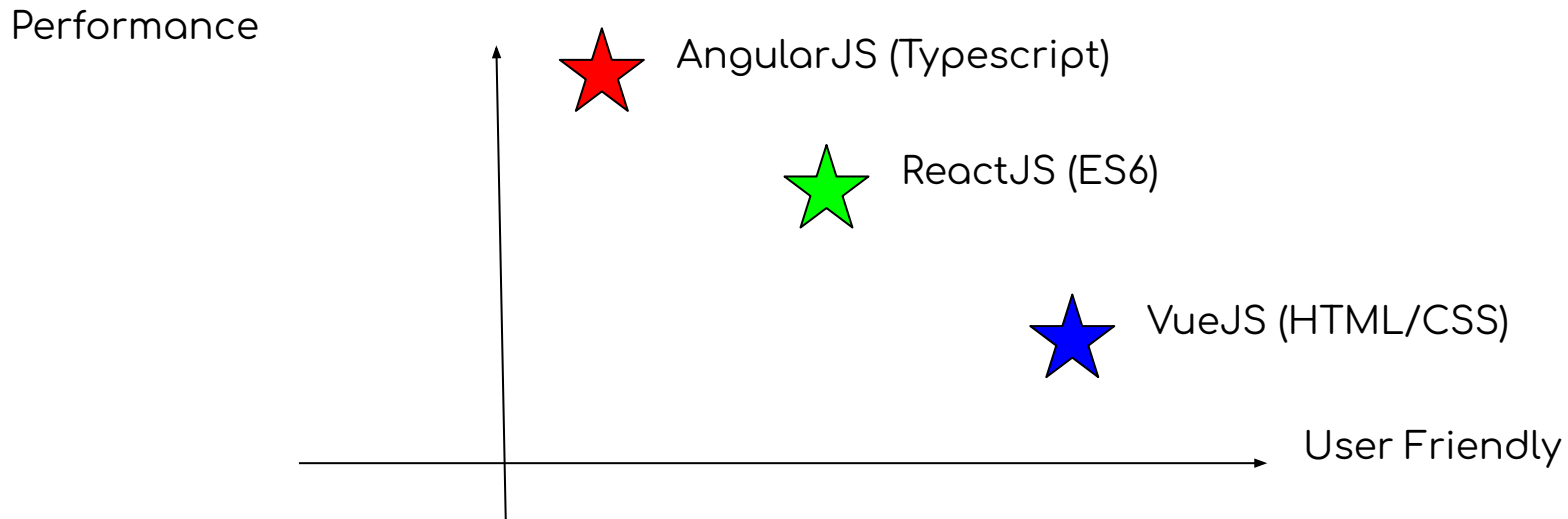 Performance
AngularJS (Typescript)
ReactJS (ES6)
VueJS (HTML/CSS)
User Friendly